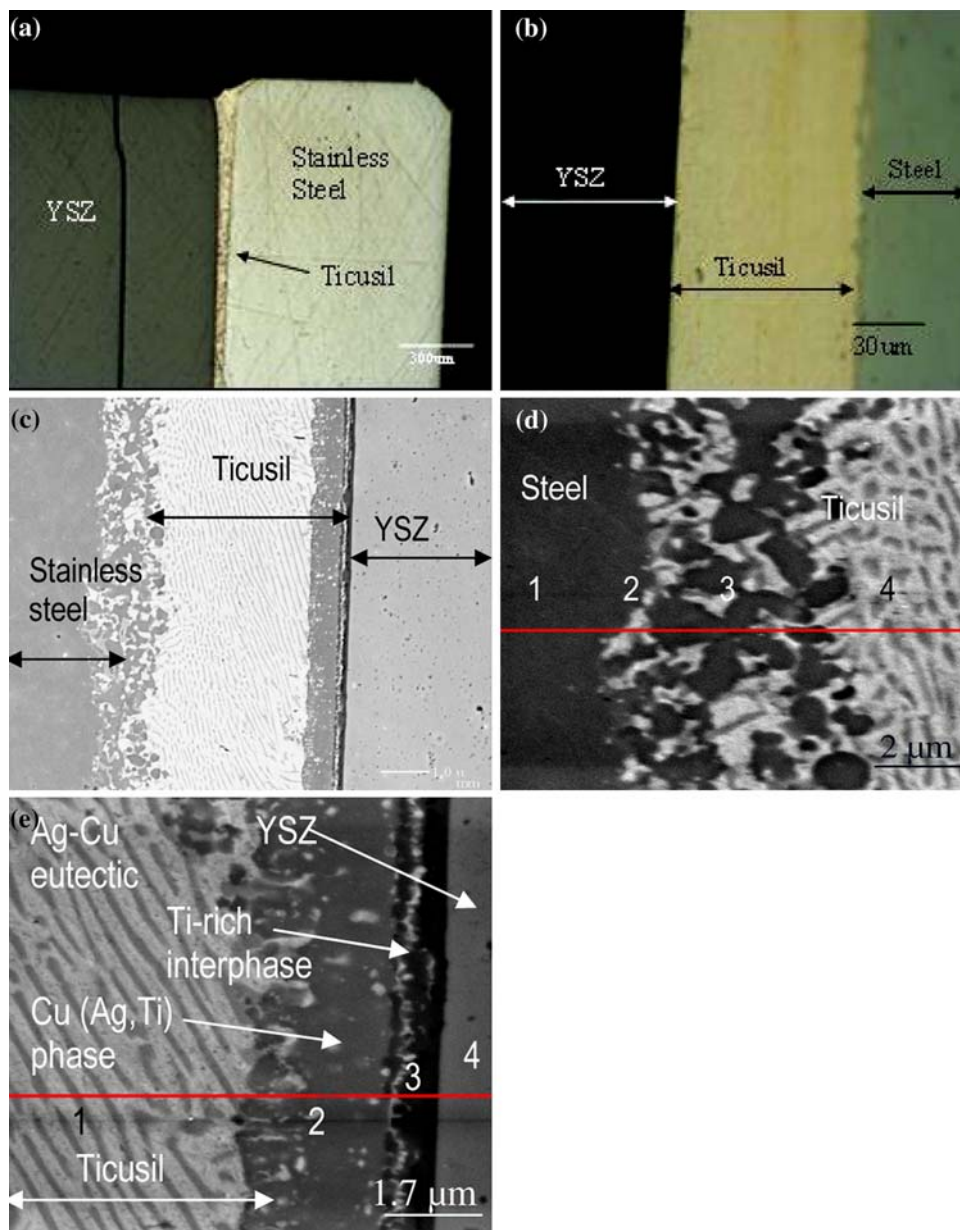 (a)
Stainless
Steel
YSZ
Ticusil
300um
(b)
YSZ
Steel
Ticusil
30um
(c)
Ticusil
YSZ
Stainless
steel
(d)
Steel
Ticusil
1
2
3
4
2 μm
(e)
Ag-Cu
eutectic
YSZ
Ti-rich
interphase
Cu (Ag,Ti)
phase
4
3
1
2
Ticusil
1.7 μm